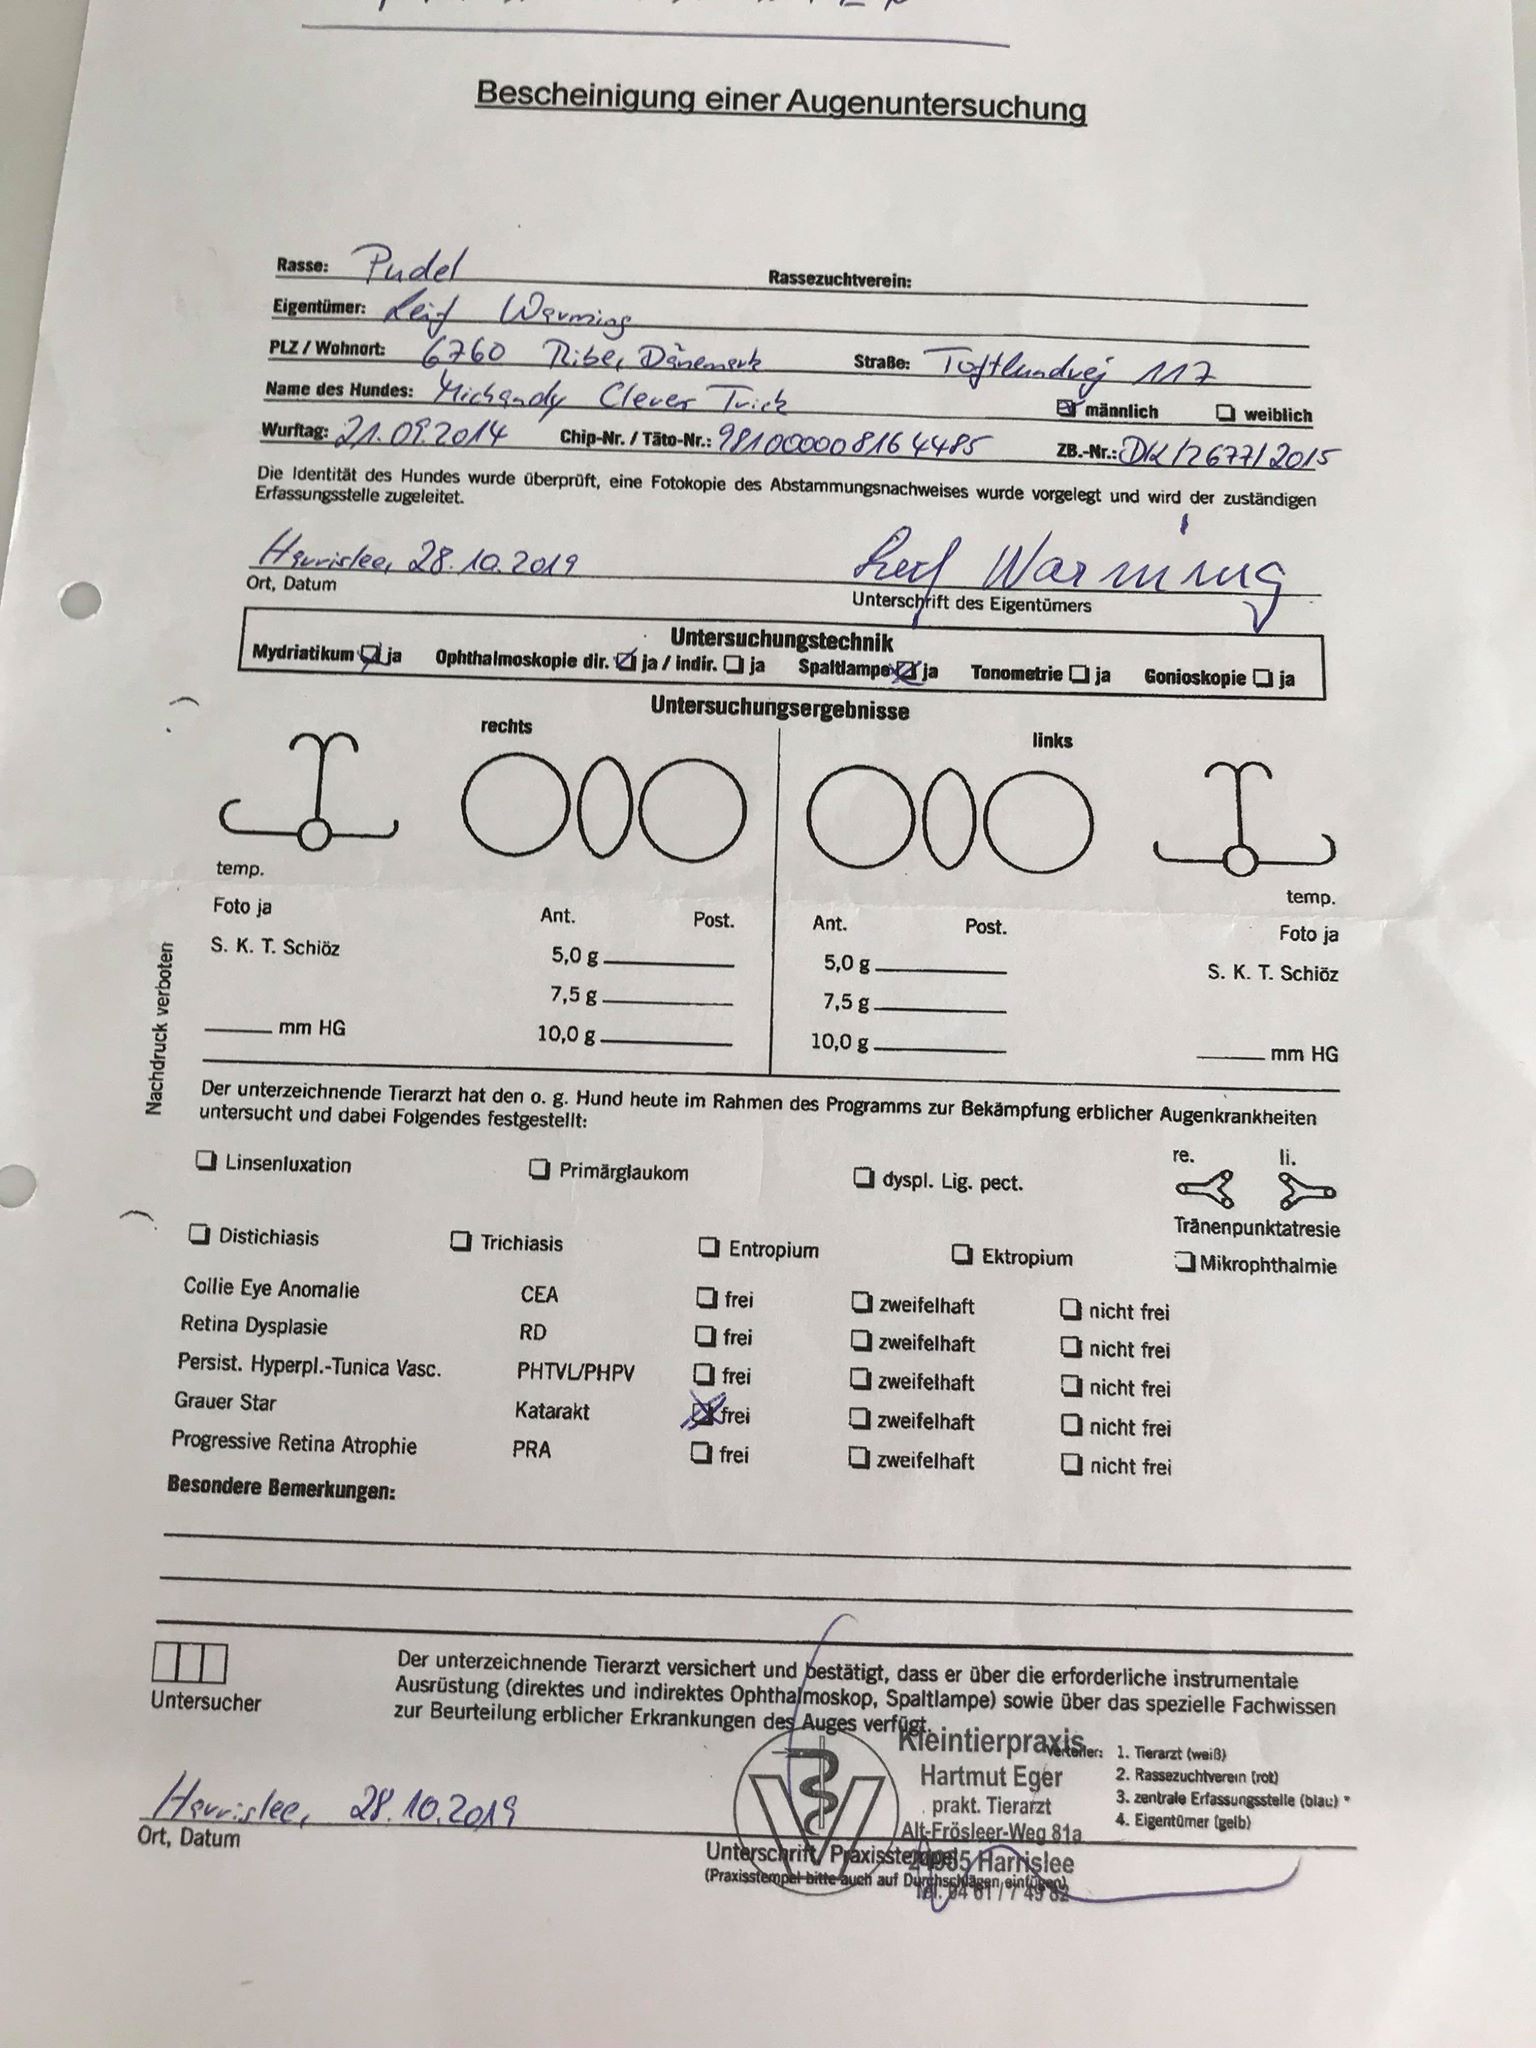 Bescheinigung einer Augenuntersuchung
Rasse: Pudel Rassezuchtverein:
Eigentümer: Leif Warming
PLZ / Wohnort: 6760 Ribe, Dänemark Straße: Toftlundvej 117
Name des Hundes: Michandy Clever Trick männlich weiblich
Wurftag: 21.09.2014 Chip-Nr. / Täto-Nr.: 981000008164485 ZB.-Nr.: DK/2677/2015
Die Identität des Hundes wurde überprüft, eine Fotokopie des Abstammungsnachweises wurde vorgelegt und wird der zuständigen
Erfassungsstelle zugeleitet.
Harrislee, 28.10.2019 Leif Warming
Ort, Datum Unterschrift des Eigentümers
Untersuchungstechnik
Mydriatikum ja Ophthalmoskopie dir. ja / indir. ja Spaltlampe ja Tonometrie ja Gonioskopie ja
Untersuchungsergebnisse
rechts links
temp. temp.
Foto ja Ant. Post. Ant. Post. Foto ja
S. K. T. Schiöz 5,0 g 5,0 g S. K. T. Schiöz
7,5 g 7,5 g
mm HG 10,0 g 10,0 g mm HG
Nachdruck verboten
Der unterzeichnende Tierarzt hat den o. g. Hund heute im Rahmen des Programms zur Bekämpfung erblicher Augenkrankheiten
untersucht und dabei Folgendes festgestellt:
re. li.
Linsenluxation Primärglaukom dyspl. Lig. pect.
Tränenpunktatresie
Distichiasis Trichiasis Entropium Ektropium Mikrophthalmie
Collie Eye Anomalie CEA frei zweifelhaft nicht frei
Retina Dysplasie RD frei zweifelhaft nicht frei
Persist. Hyperpl.-Tunica Vasc. PHTVL/PHPV frei zweifelhaft nicht frei
Grauer Star Katarakt frei zweifelhaft nicht frei
Progressive Retina Atrophie PRA frei zweifelhaft nicht frei
Besondere Bemerkungen:
Untersucher
Der unterzeichnende Tierarzt versichert und bestätigt, dass er über die erforderliche instrumentale
Ausrüstung (direktes und indirektes Ophthalmoskop, Spaltlampe) sowie über das spezielle Fachwissen
zur Beurteilung erblicher Erkrankungen des Auges verfügt.
Kleintierpraxis
Hartmut Eger
prakt. Tierarzt
Alt-Frösleer-Weg 81a
24955 Harrislee
Tel. 04 61 / 7 49 82
Verteiler: 1. Tierarzt (weiß)
2. Rassezuchtverein (rot)
3. zentrale Erfassungsstelle (blau) *
4. Eigentümer (gelb)
Harrislee, 28.10.2019
Ort, Datum
Unterschrift, Praxisstempel
(Praxisstempel bitte auch auf Durchschlägen einfügen)